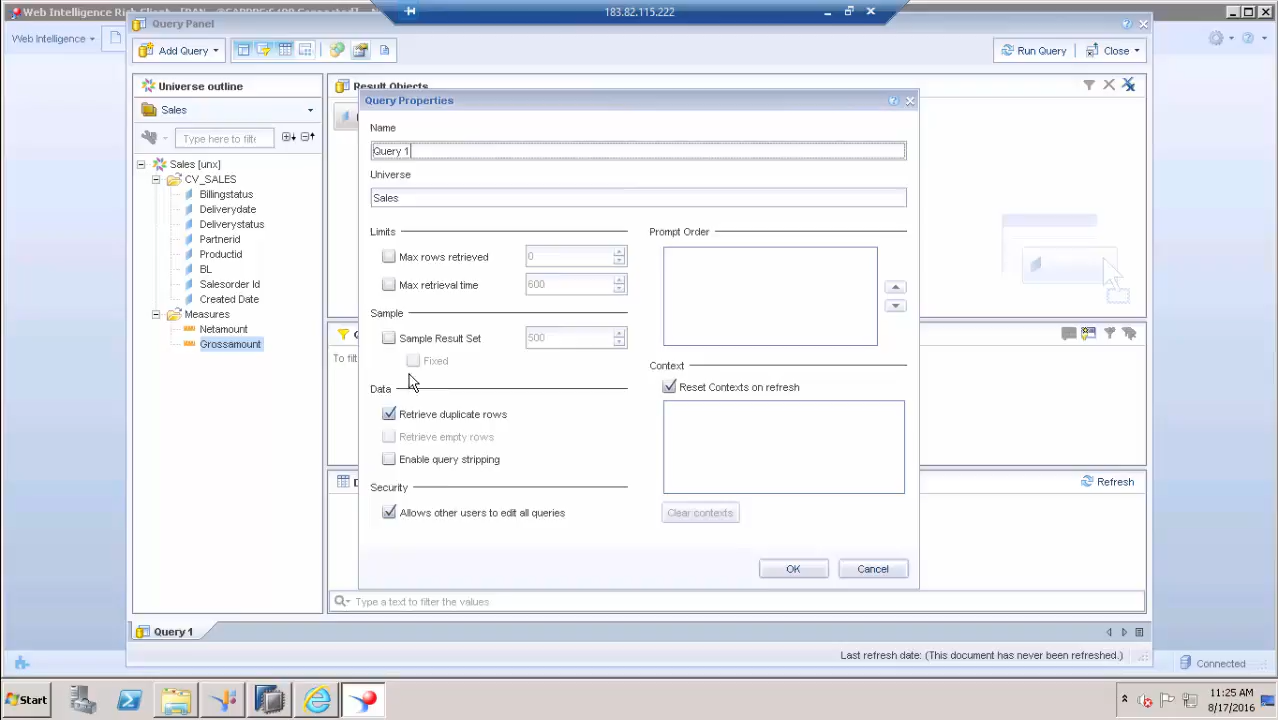 Web Intelligence Rich Client
183.82.115.222
Query Panel
Web Intelligence
Add Query
Run Query
Close
Universe outline
Result Objects
Sales
Type here to filte
Sales [unx]
CV_SALES
Billingstatus
Deliverydate
Deliverystatus
Partnerid
Productid
BL
Salesorder Id
Created Date
Measures
Netamount
Grossamount
Query Properties
Name
Query 1
Universe
Sales
Limits
Max rows retrieved
0
Max retrieval time
600
Sample
Sample Result Set
500
Fixed
Data
Retrieve duplicate rows
Retrieve empty rows
Enable query stripping
Security
Allows other users to edit all queries
Prompt Order
Context
Reset Contexts on refresh
Clear contexts
OK
Cancel
To filt
Refresh
Type a text to filter the values
Query 1
Last refresh date: (This document has never been refreshed.)
Connected
Start
11:25 AM
8/17/2016